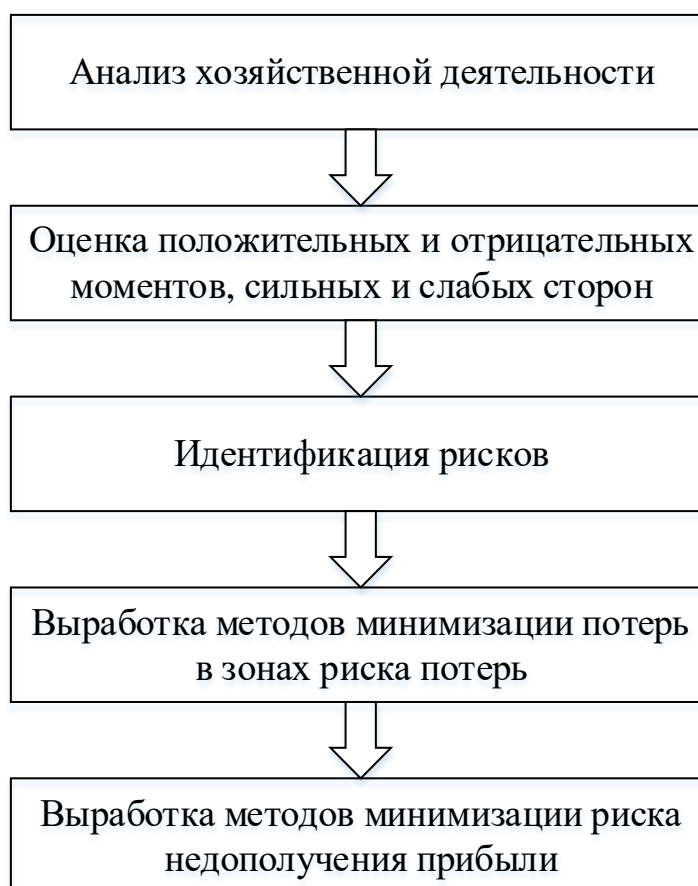 Анализ хозяйственной деятельности
Оценка положительных и отрицательных
моментов, сильных и слабых сторон
Идентификация рисков
Выработка методов минимизации потерь
в зонах риска потерь
Выработка методов минимизации риска
недополучения прибыли